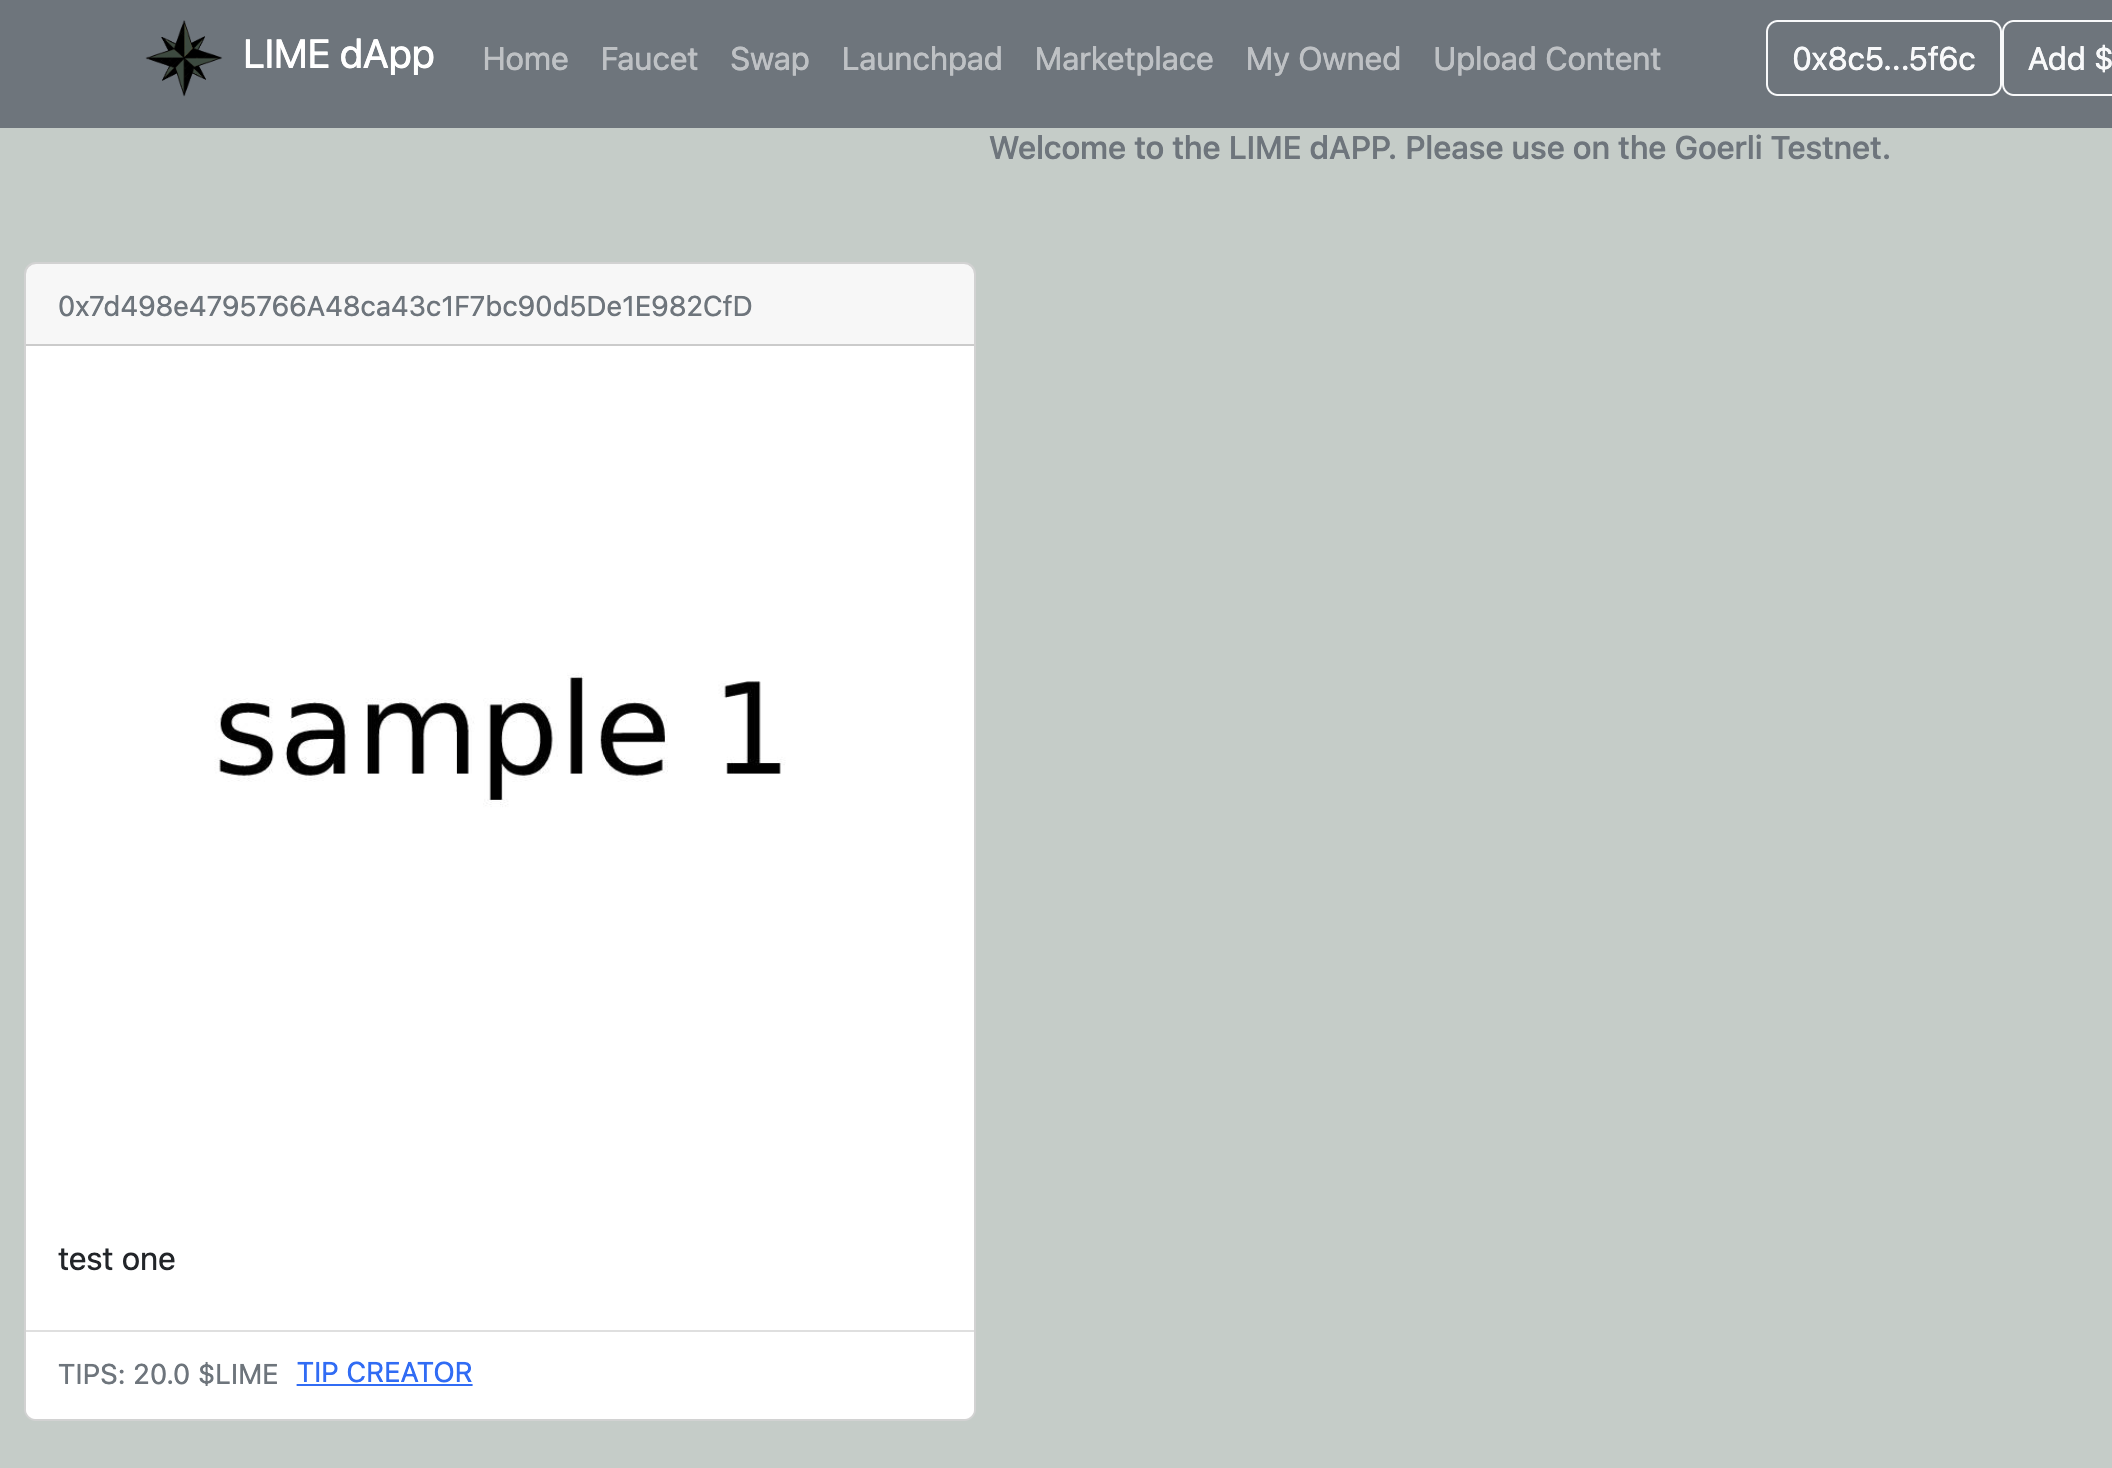 LIME dApp Home Faucet Swap Launchpad Marketplace My Owned Upload Content 0x8c5...5f6c Add $
Welcome to the LIME dAPP. Please use on the Goerli Testnet.
0x7d498e4795766A48ca43c1F7bc90d5De1E982CfD
sample 1
test one
TIPS: 20.0 $LIME TIP CREATOR